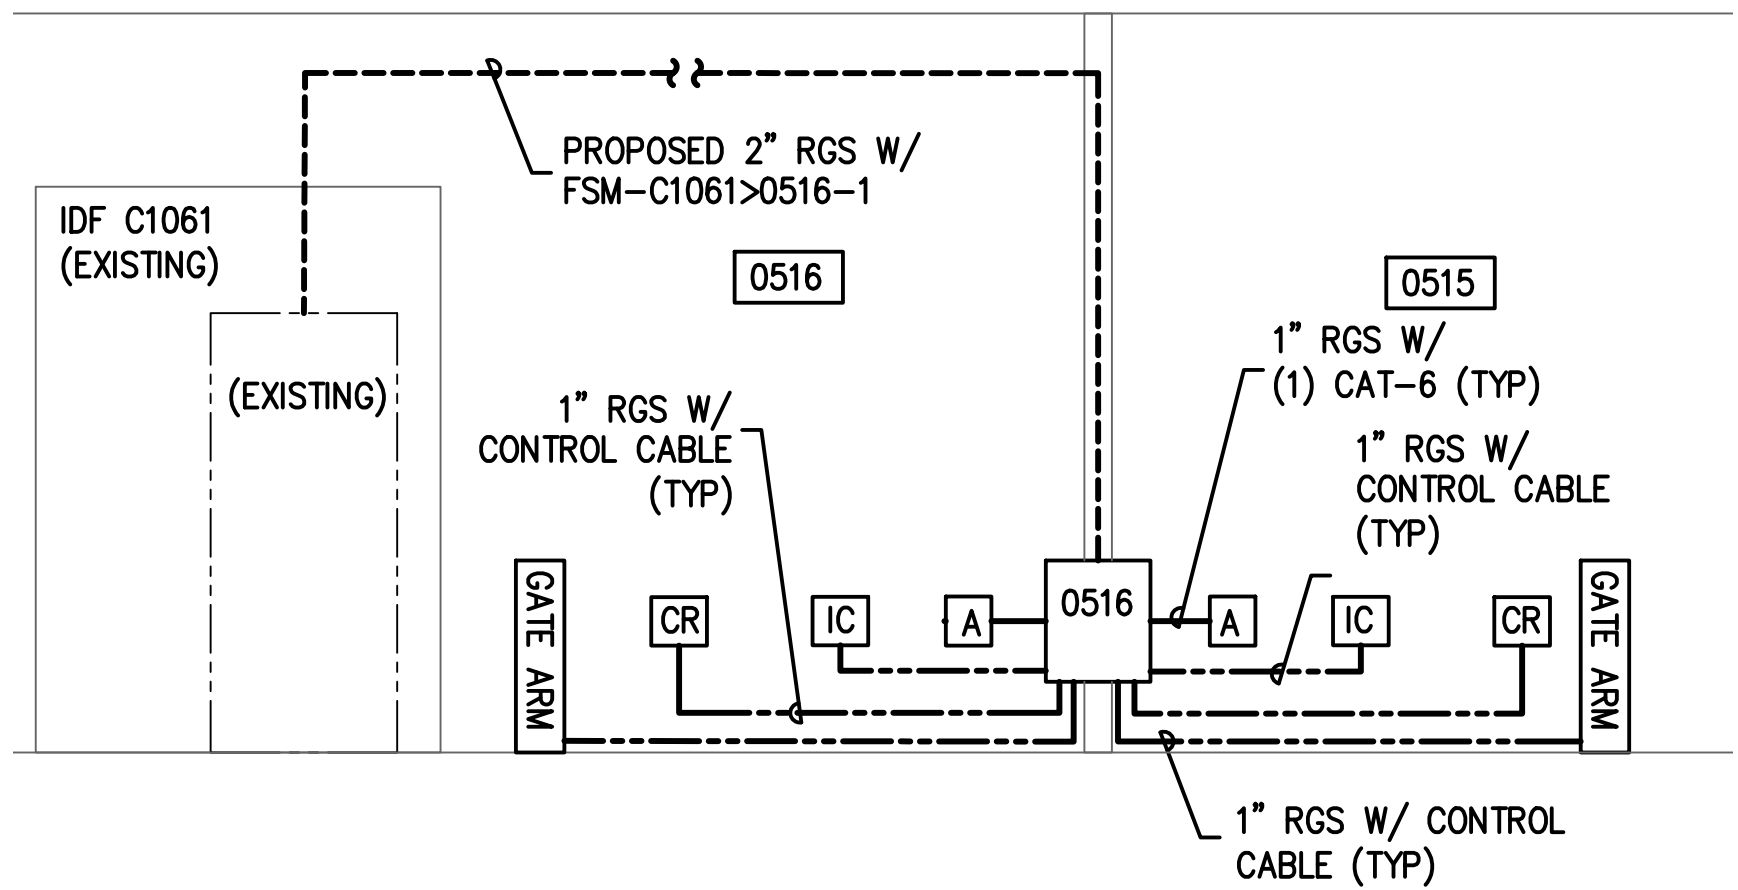 PROPOSED 2” RGS W/
FSM-C1061>0516-1
IDF C1061
(EXISTING)
(EXISTING)
0516
0515
1” RGS W/
(1) CAT-6 (TYP)
1” RGS W/
CONTROL CABLE
(TYP)
1” RGS W/
CONTROL CABLE
(TYP)
GATE ARM
CR
IC
A
0516
A
IC
CR
GATE ARM
1” RGS W/ CONTROL
CABLE (TYP)